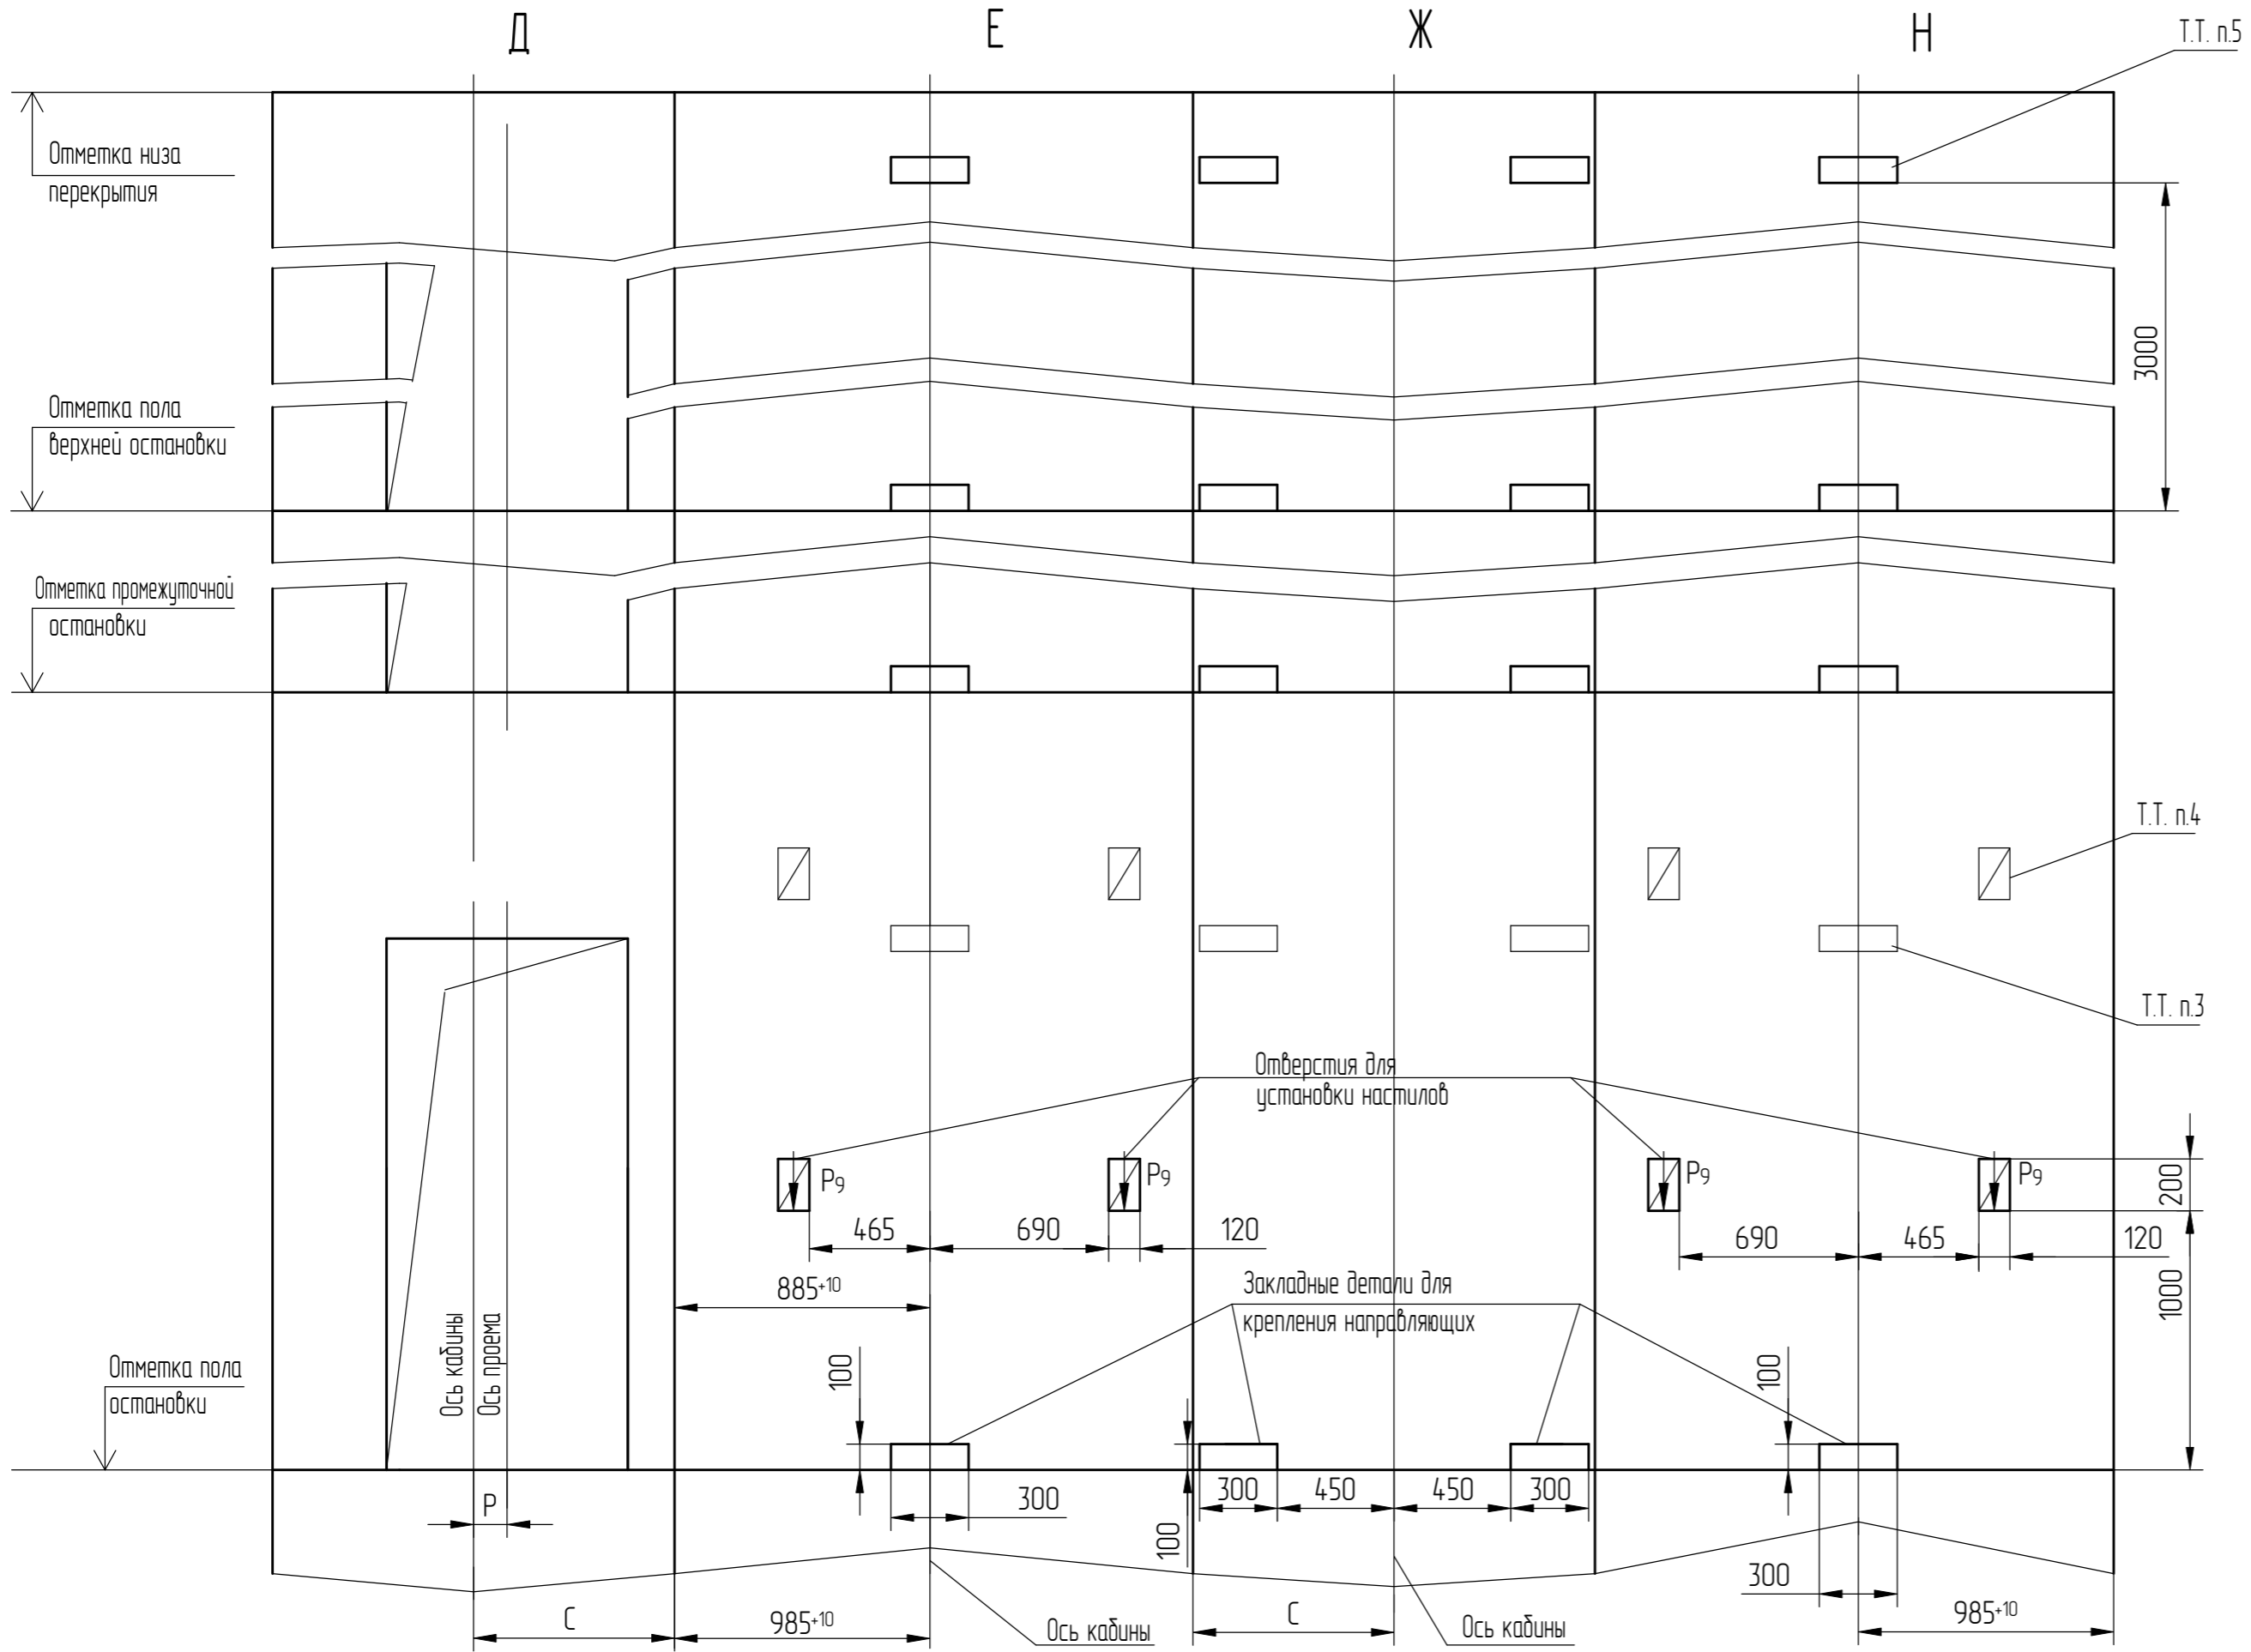 Д
Е
Ж
Н
Т.Т. п.5
Отметка низа
перекрытия
3000
Отметка пола
верхней остановки
Отметка промежуточной
остановки
Т.Т. п.4
Т.Т. п.3
Отверстия для
установки настилов
Р9
Р9
Р9
Р9
200
465
690
120
690
465
120
885+10
Закладные детали для
крепления направляющих
1000
Ось кабины
Ось проема
Отметка пола
остановки
100
100
100
Р
300
300
450
450
300
300
С
985+10
Ось кабины
С
Ось кабины
985+10